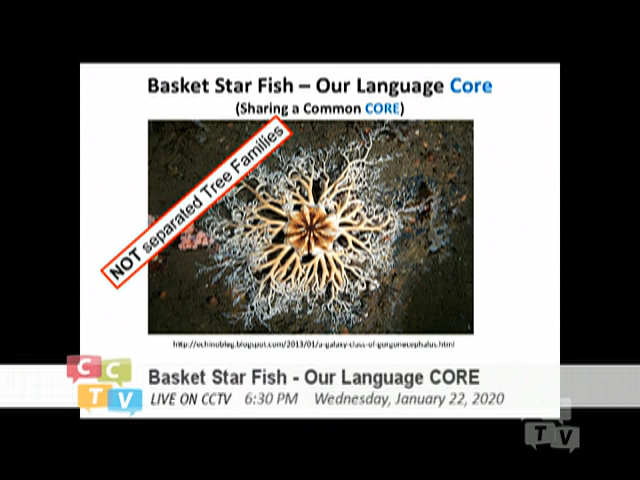 Basket Star Fish – Our Language Core
(Sharing a Common CORE)
NOT separated Tree Families
http://echinoblog.blogspot.com/2013/01/a-galaxy-class-of-gorgonocephalus.html
CCTV
Basket Star Fish - Our Language CORE
LIVE ON CCTV 6:30 PM Wednesday, January 22, 2020
TV